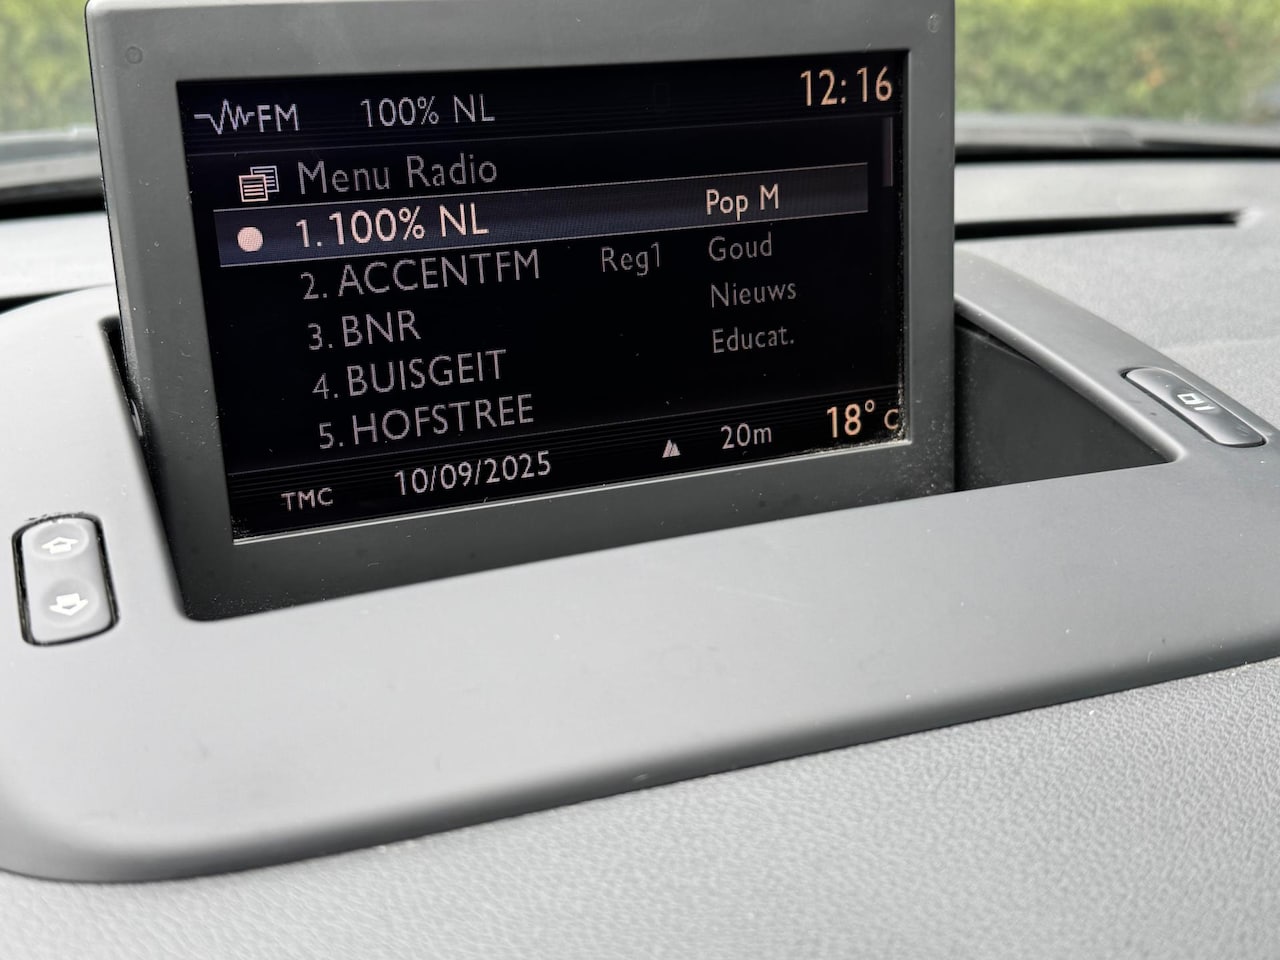 FM 100% NL 12:16
Menu Radio
1. 100% NL Pop M
2. ACCENTFM Reg1 Goud
3. BNR Nieuws
4. BUISGEIT Educat.
5. HOFSTREE
TMC 10/09/2025 20m 18° C